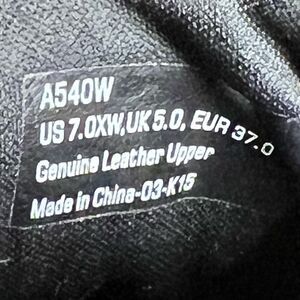 A540W
US 7.0XW, UK 5.0, EUR 37.0
Genuine Leather Upper
Made in China-03-K15